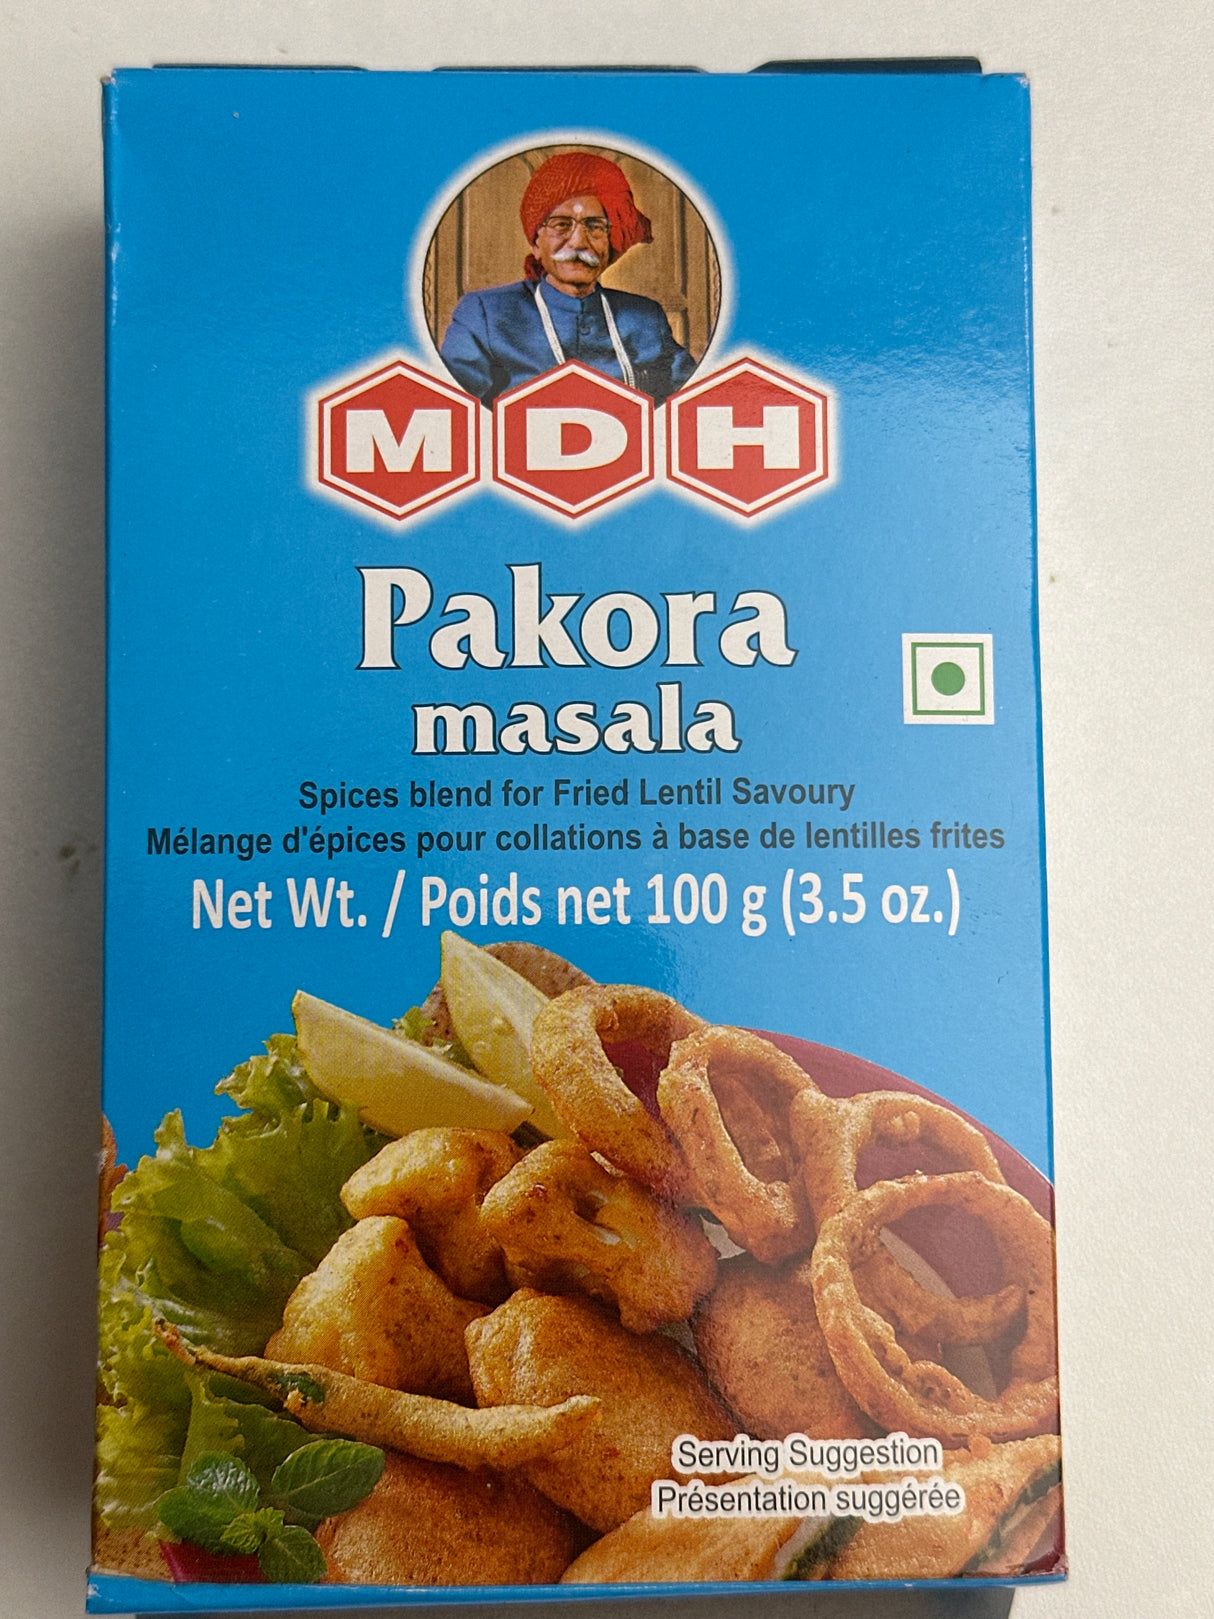 MDH
Pakora
masala
Spices blend for Fried Lentil Savoury
Mélange d'épices pour collations à base de lentilles frites
Net Wt. / Poids net 100 g (3.5 oz.)
Serving Suggestion
Présentation suggérée